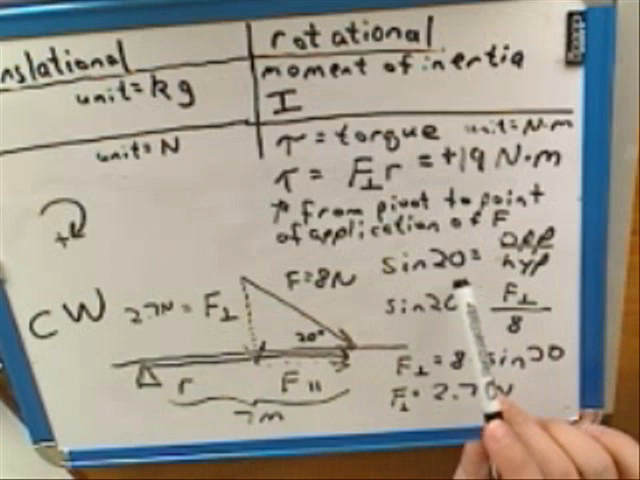 nslational
rotational
unit=kg
moment of inertia
I
unit=N
τ=torque unit=N·m
τ = F⊥r =+19 N·m
↑r from pivot to point
of application of F
+
CW
sin20= opp/hyp
sin20 F⊥/8
F⊥=8 sin20
F⊥=2.7 N
2.7N = F⊥
F=8N
20°
r
F||
7m